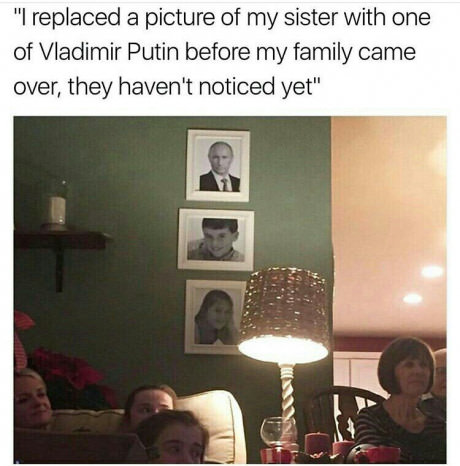 "I replaced a picture of my sister with one
of Vladimir Putin before my family came
over, they haven't noticed yet"